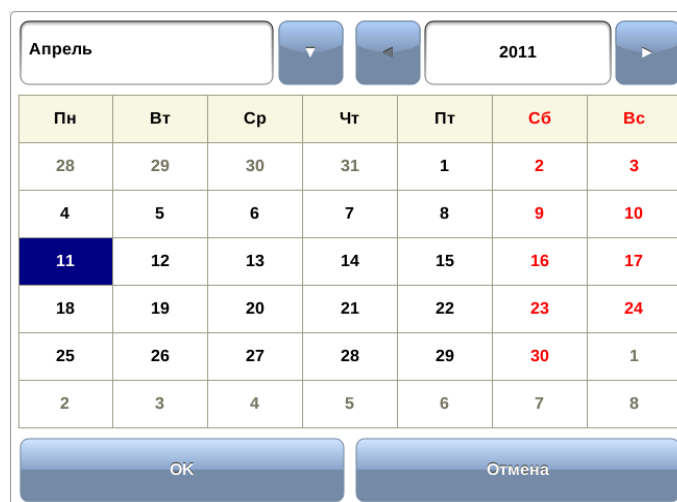 Апрель 2011
Пн Вт Ср Чт Пт Сб Вс
28 29 30 31 1 2 3
4 5 6 7 8 9 10
11 12 13 14 15 16 17
18 19 20 21 22 23 24
25 26 27 28 29 30 1
2 3 4 5 6 7 8
OK Отмена